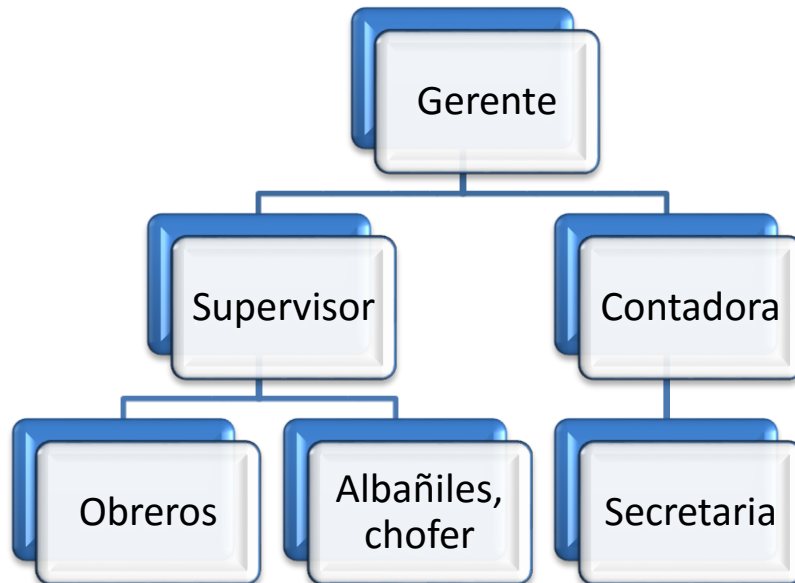 Gerente
Supervisor
Contadora
Obreros
Albañiles,
chofer
Secretaria